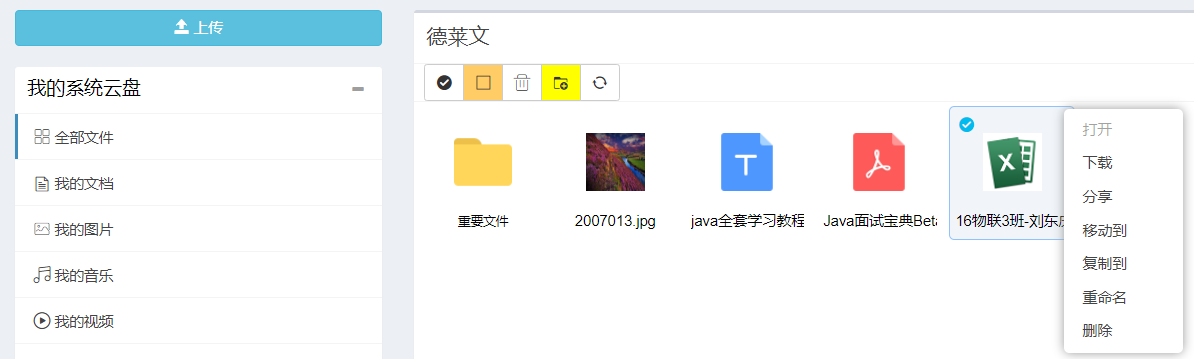 上传
我的系统云盘
全部文件
我的文档
我的图片
我的音乐
我的视频
德莱文
重要文件
2007013.jpg
java全套学习教程
Java面试宝典Beta
16物联3班-刘东
打开
下载
分享
移动到
复制到
重命名
删除